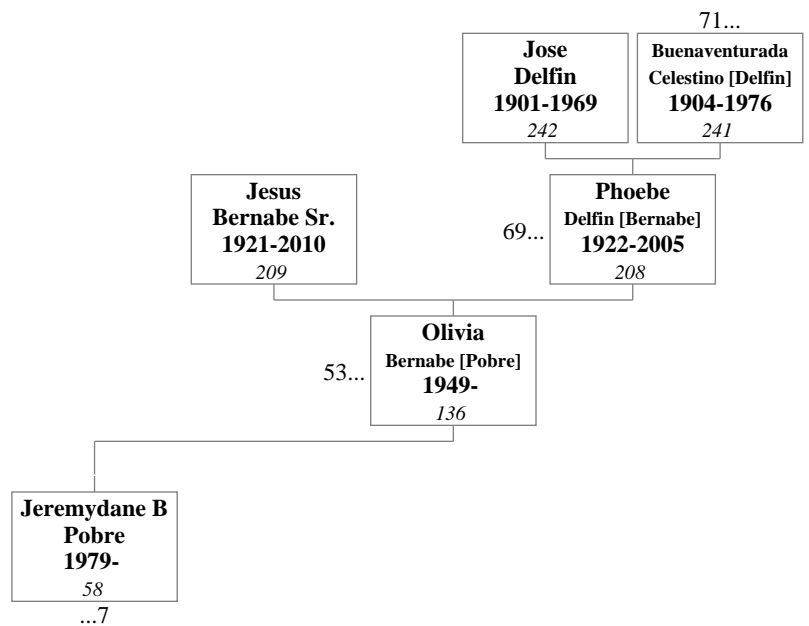 71...
Jose
Delfin
1901-1969
242
Buenaventurada
Celestino [Delfin]
1904-1976
241
Jesus
Bernabe Sr.
1921-2010
209
69...
Phoebe
Delfin [Bernabe]
1922-2005
208
53...
Olivia
Bernabe [Pobre]
1949-
136
Jeremydane B
Pobre
1979-
58
...7